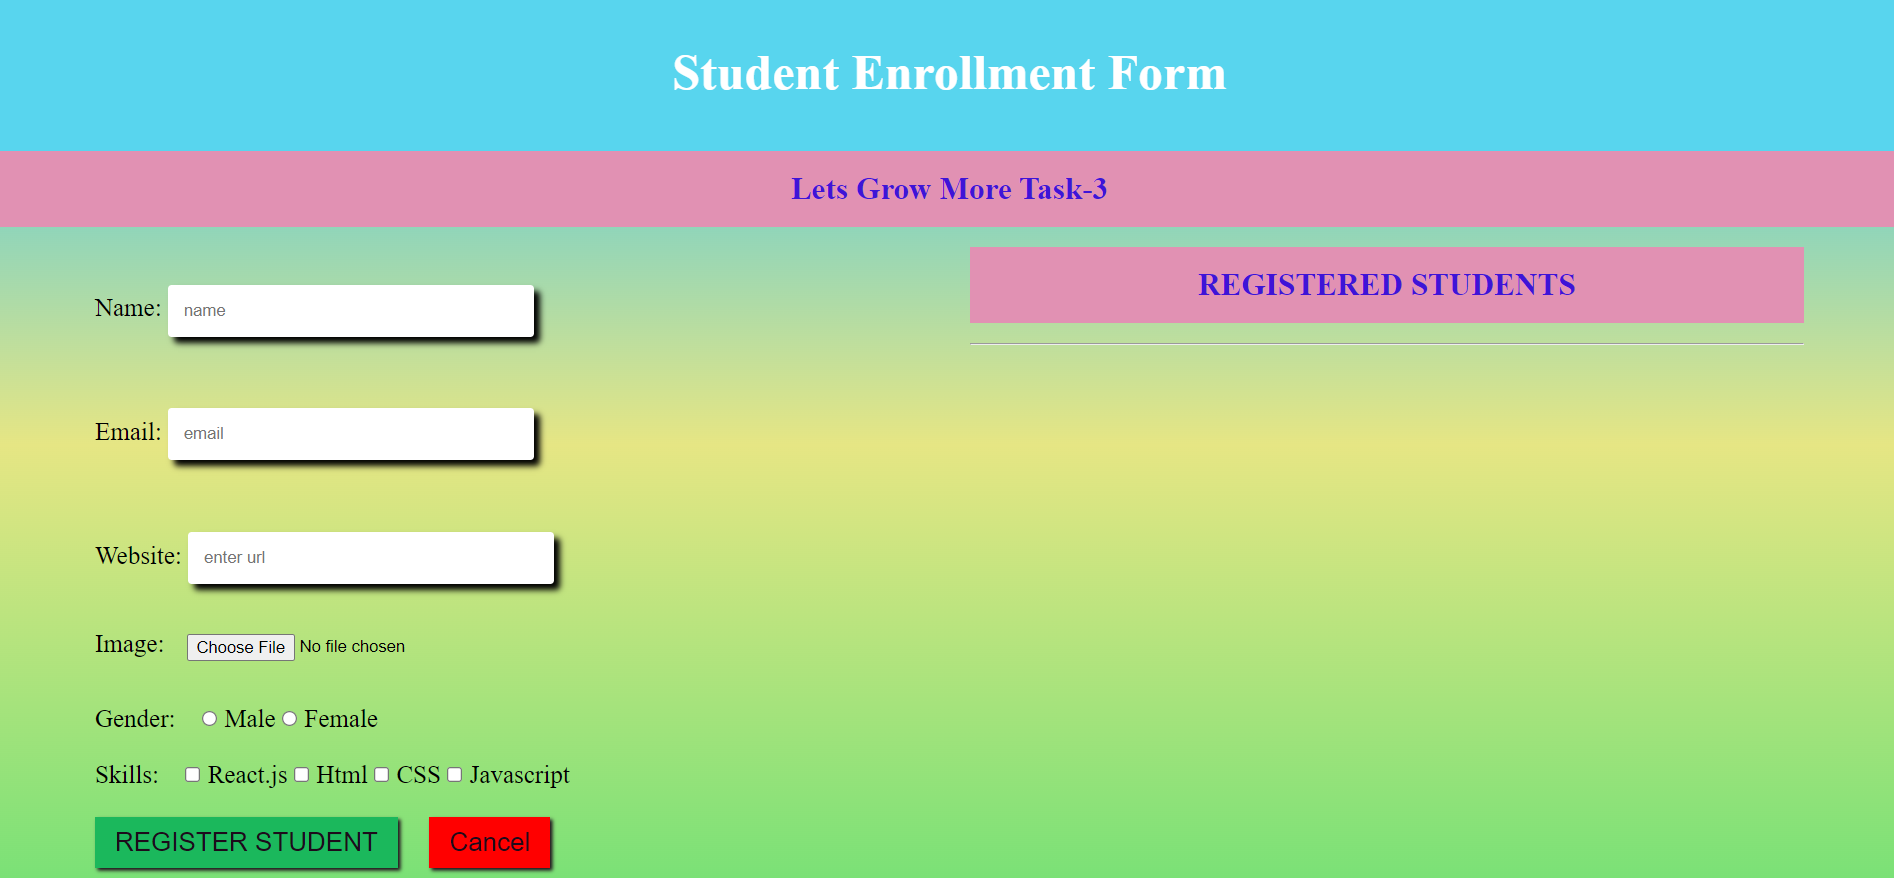 Student Enrollment Form
Lets Grow More Task-3
Name: name
Email: email
Website: enter url
Image: Choose File No file chosen
Gender: Male Female
Skills: React.js Html CSS Javascript
REGISTER STUDENT Cancel
REGISTERED STUDENTS